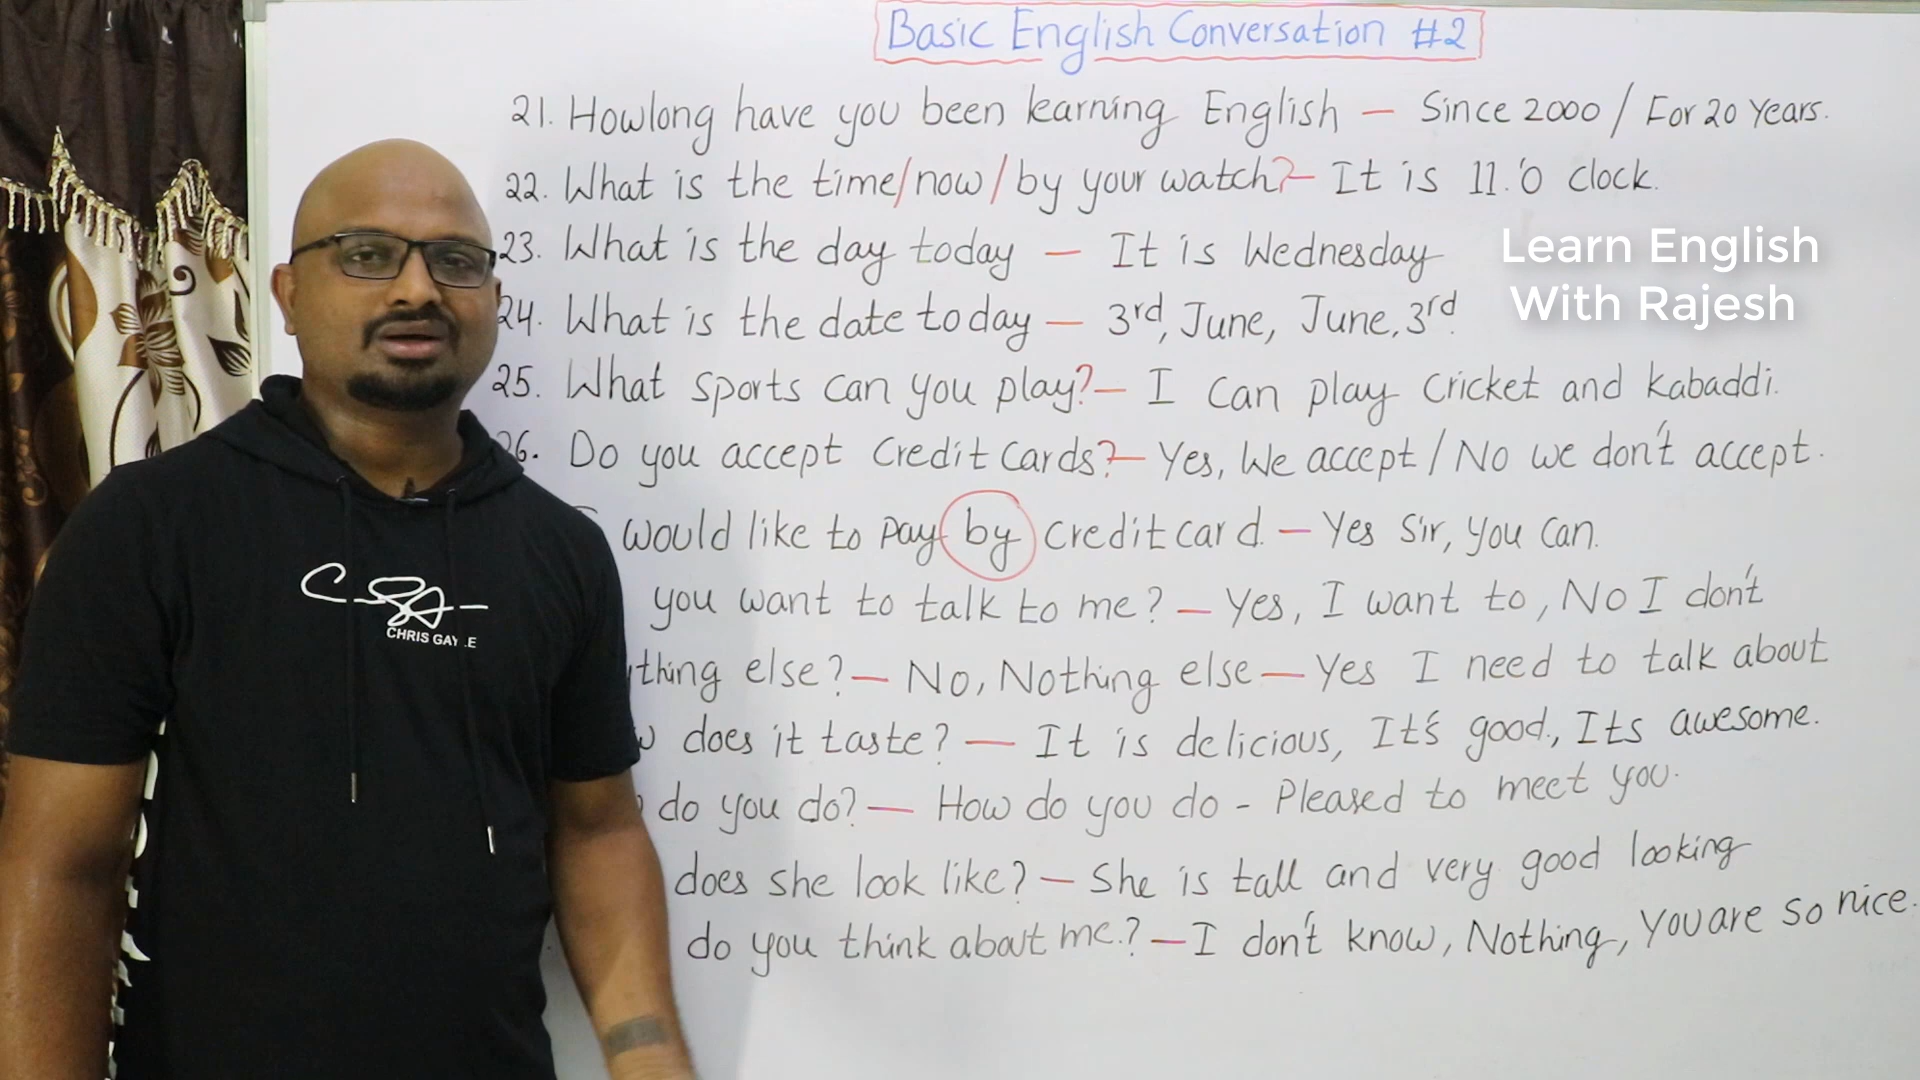 Basic English Conversation #2
21. Howlong have you been learning English — Since 2000 / For 20 Years.
22. What is the time/now/by your watch? — It is 11.'0 clock.
23. What is the day today — It is Wednesday
24. What is the date today — 3rd, June, June, 3rd.
25. What sports can you play? — I can play cricket and kabaddi.
26. Do you accept credit cards? — Yes, We accept / No we don't accept.
would like to pay by credit card. — Yes Sir, you can.
you want to talk to me? — Yes, I want to, No I don't
thing else? — No, Nothing else — Yes I need to talk about
does it taste? — It is delicious, It's good, Its awesome.
do you do? — How do you do - Pleased to meet you.
does she look like? — She is tall and very good looking
do you think about me.? — I don't know, Nothing, you are so nice.
Learn English
With Rajesh
CHRIS GAY.E